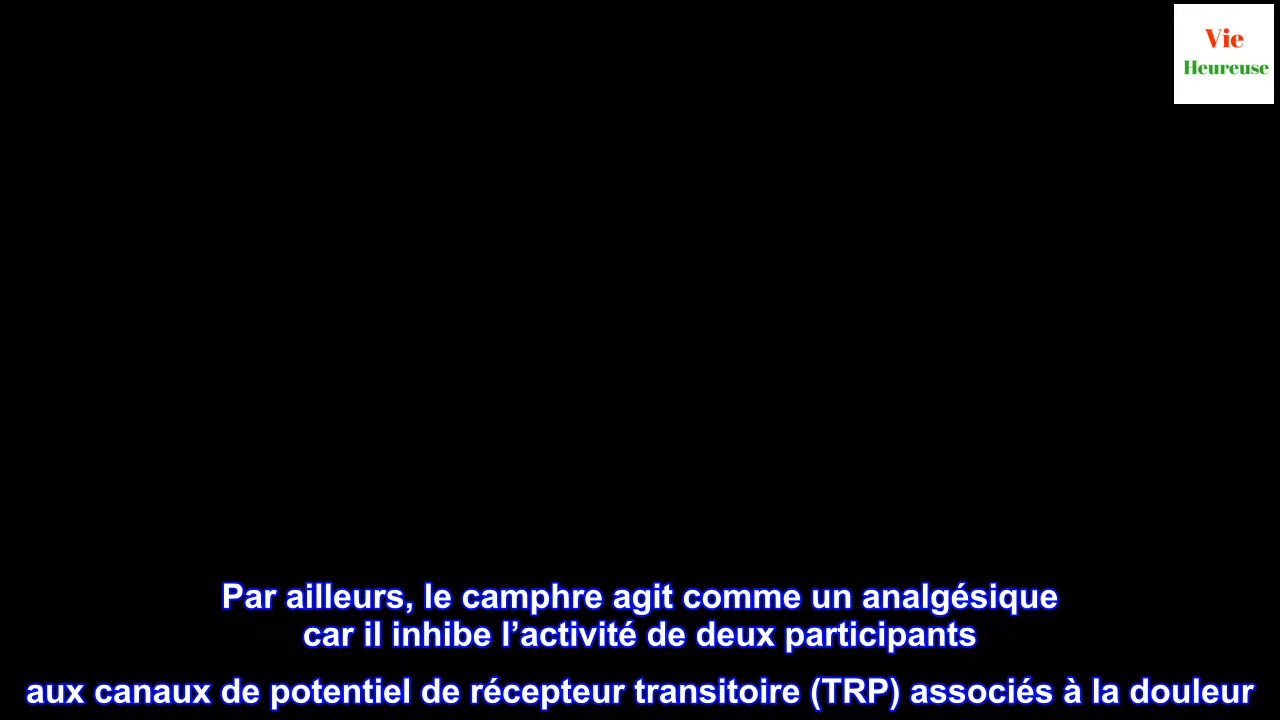 Vie
Heureuse
Par ailleurs, le camphre agit comme un analgésique
car il inhibe l’activité de deux participants
aux canaux de potentiel de récepteur transitoire (TRP) associés à la douleur